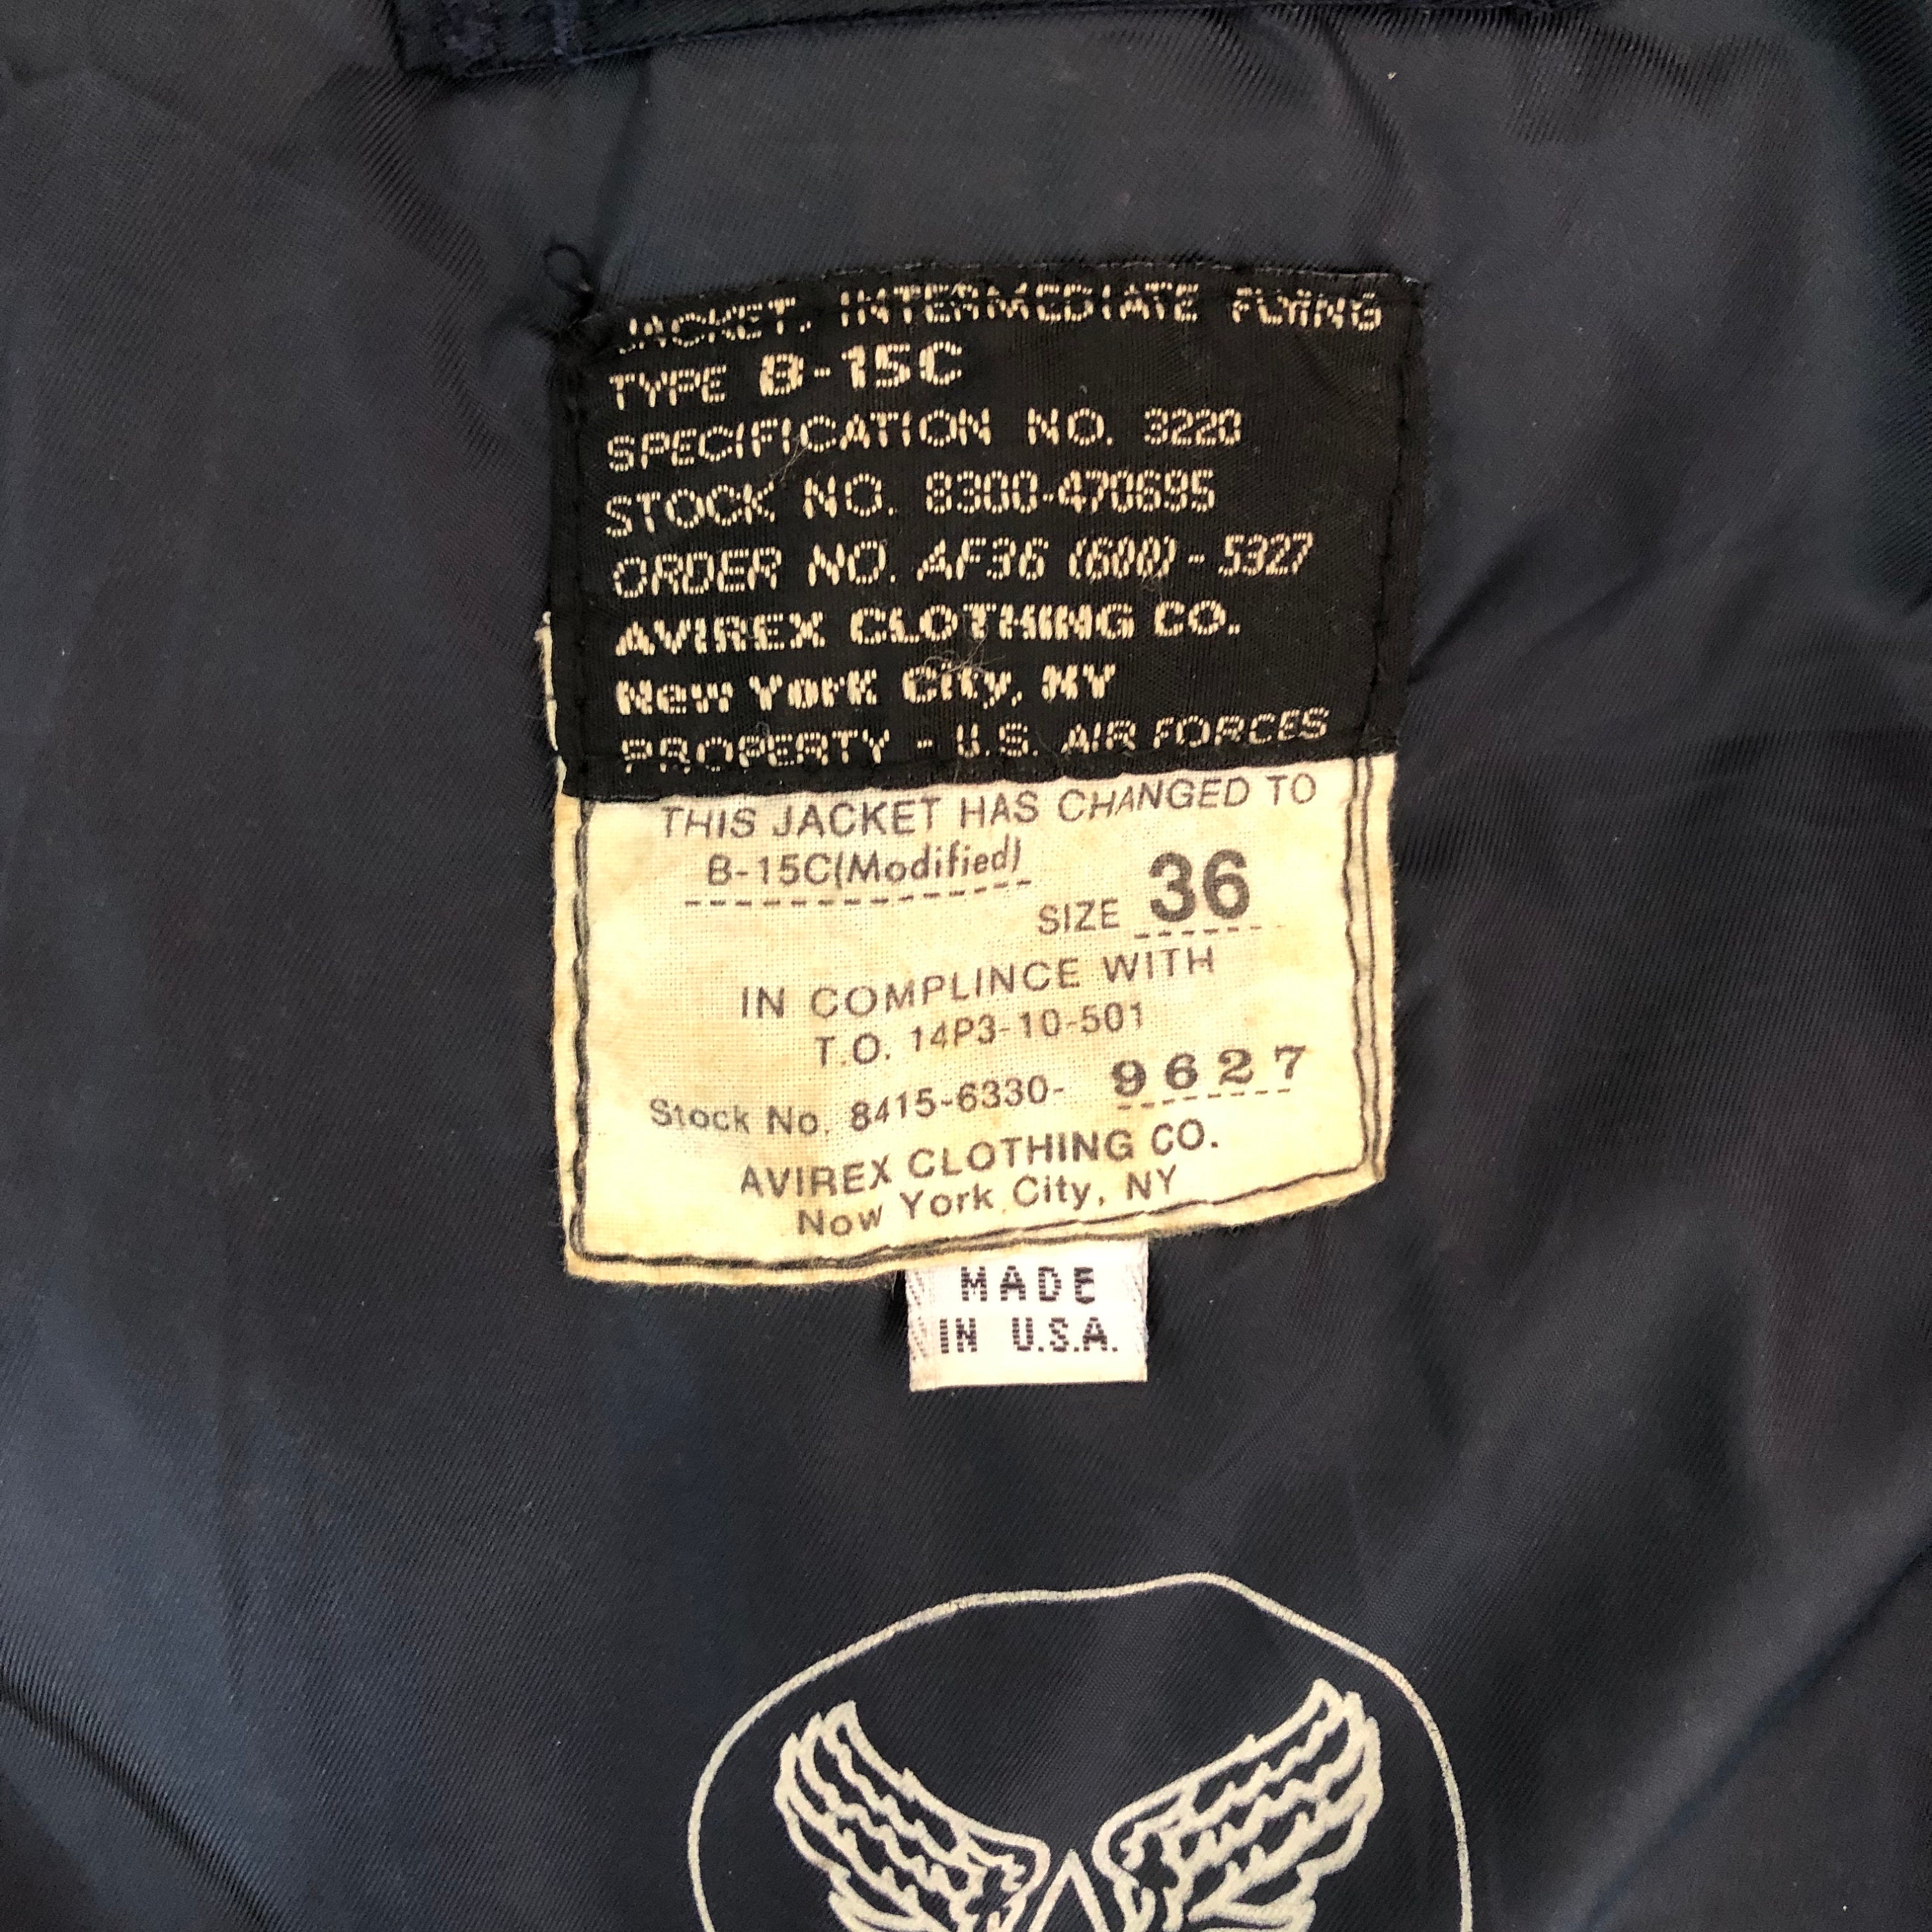 JACKET, INTERMEDIATE FLYING
TYPE B-15C
SPECIFICATION NO. 3220
STOCK NO. 8300-470695
ORDER NO. AF36 (600) - 5327
AVIREX CLOTHING CO.
New York City, NY
PROPERTY - U.S. AIR FORCES
THIS JACKET HAS CHANGED TO
B-15C(Modified)
SIZE 36
IN COMPLINCE WITH
T.O. 14P3-10-501
Stock No. 8415-6330- 9627
AVIREX CLOTHING CO.
Now York City, NY
MADE
IN U.S.A.